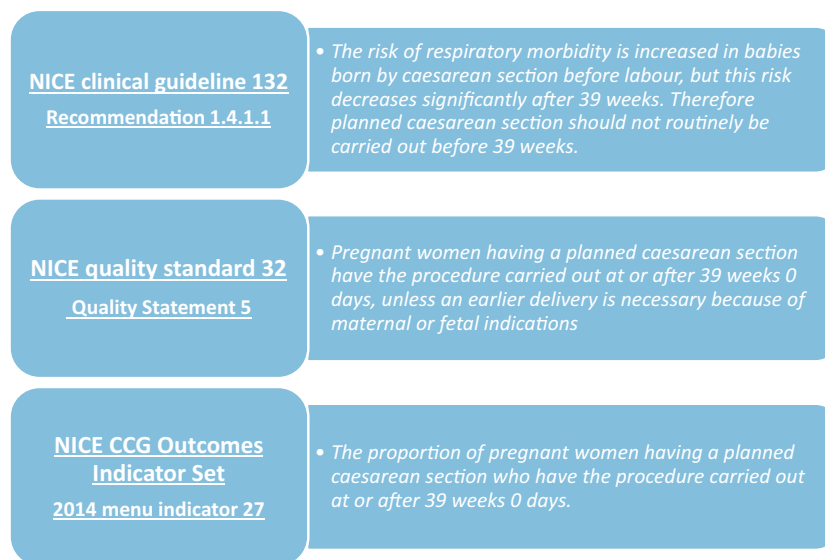 NICE clinical guideline 132
Recommendation 1.4.1.1
• The risk of respiratory morbidity is increased in babies
born by caesarean section before labour, but this risk
decreases significantly after 39 weeks. Therefore
planned caesarean section should not routinely be
carried out before 39 weeks.
NICE quality standard 32
Quality Statement 5
• Pregnant women having a planned caesarean section
have the procedure carried out at or after 39 weeks 0
days, unless an earlier delivery is necessary because of
maternal or fetal indications
NICE CCG Outcomes
Indicator Set
2014 menu indicator 27
• The proportion of pregnant women having a planned
caesarean section who have the procedure carried out
at or after 39 weeks 0 days.